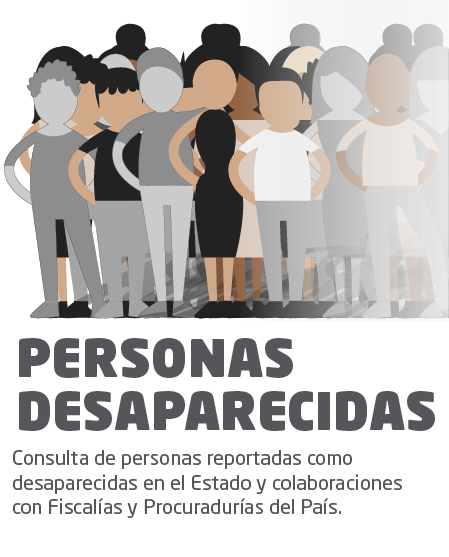 PERSONAS
DESAPARECIDAS
Consulta de personas reportadas como
desaparecidas en el Estado y colaboraciones
con Fiscalías y Procuradurías del País.